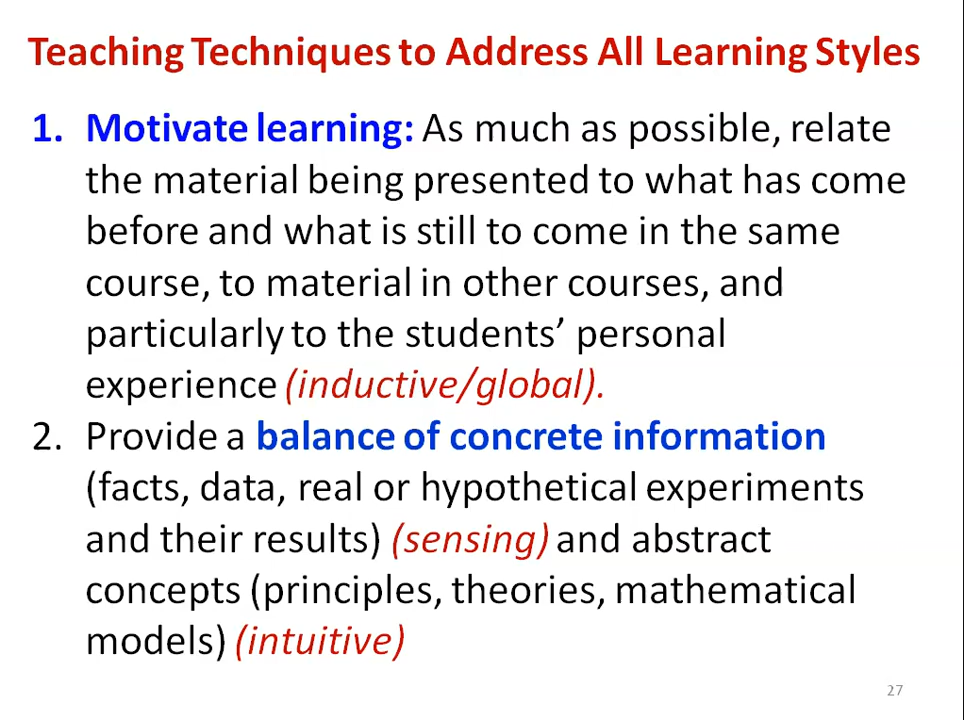 Teaching Techniques to Address All Learning Styles
1. Motivate learning: As much as possible, relate
the material being presented to what has come
before and what is still to come in the same
course, to material in other courses, and
particularly to the students’ personal
experience (inductive/global).
2. Provide a balance of concrete information
(facts, data, real or hypothetical experiments
and their results) (sensing) and abstract
concepts (principles, theories, mathematical
models) (intuitive)
27